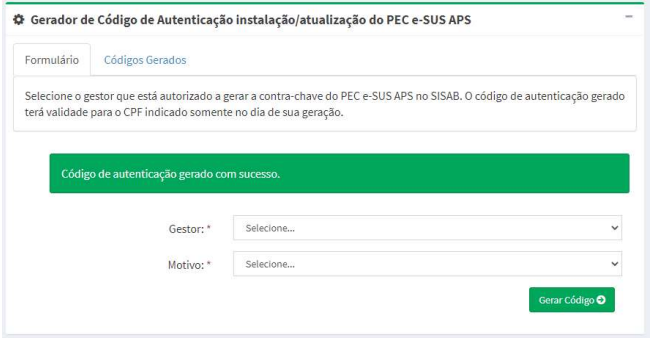 Gerador de Código de Autenticação instalação/atualização do PEC e-SUS APS
Formulário
Códigos Gerados
Selecione o gestor que está autorizado a gerar a contra-chave do PEC e-SUS APS no SISAB. O código de autenticação gerado
terá validade para o CPF indicado somente no dia de sua geração.
Código de autenticação gerado com sucesso.
Gestor: *
Selecione...
Motivo: *
Selecione...
Gerar Código